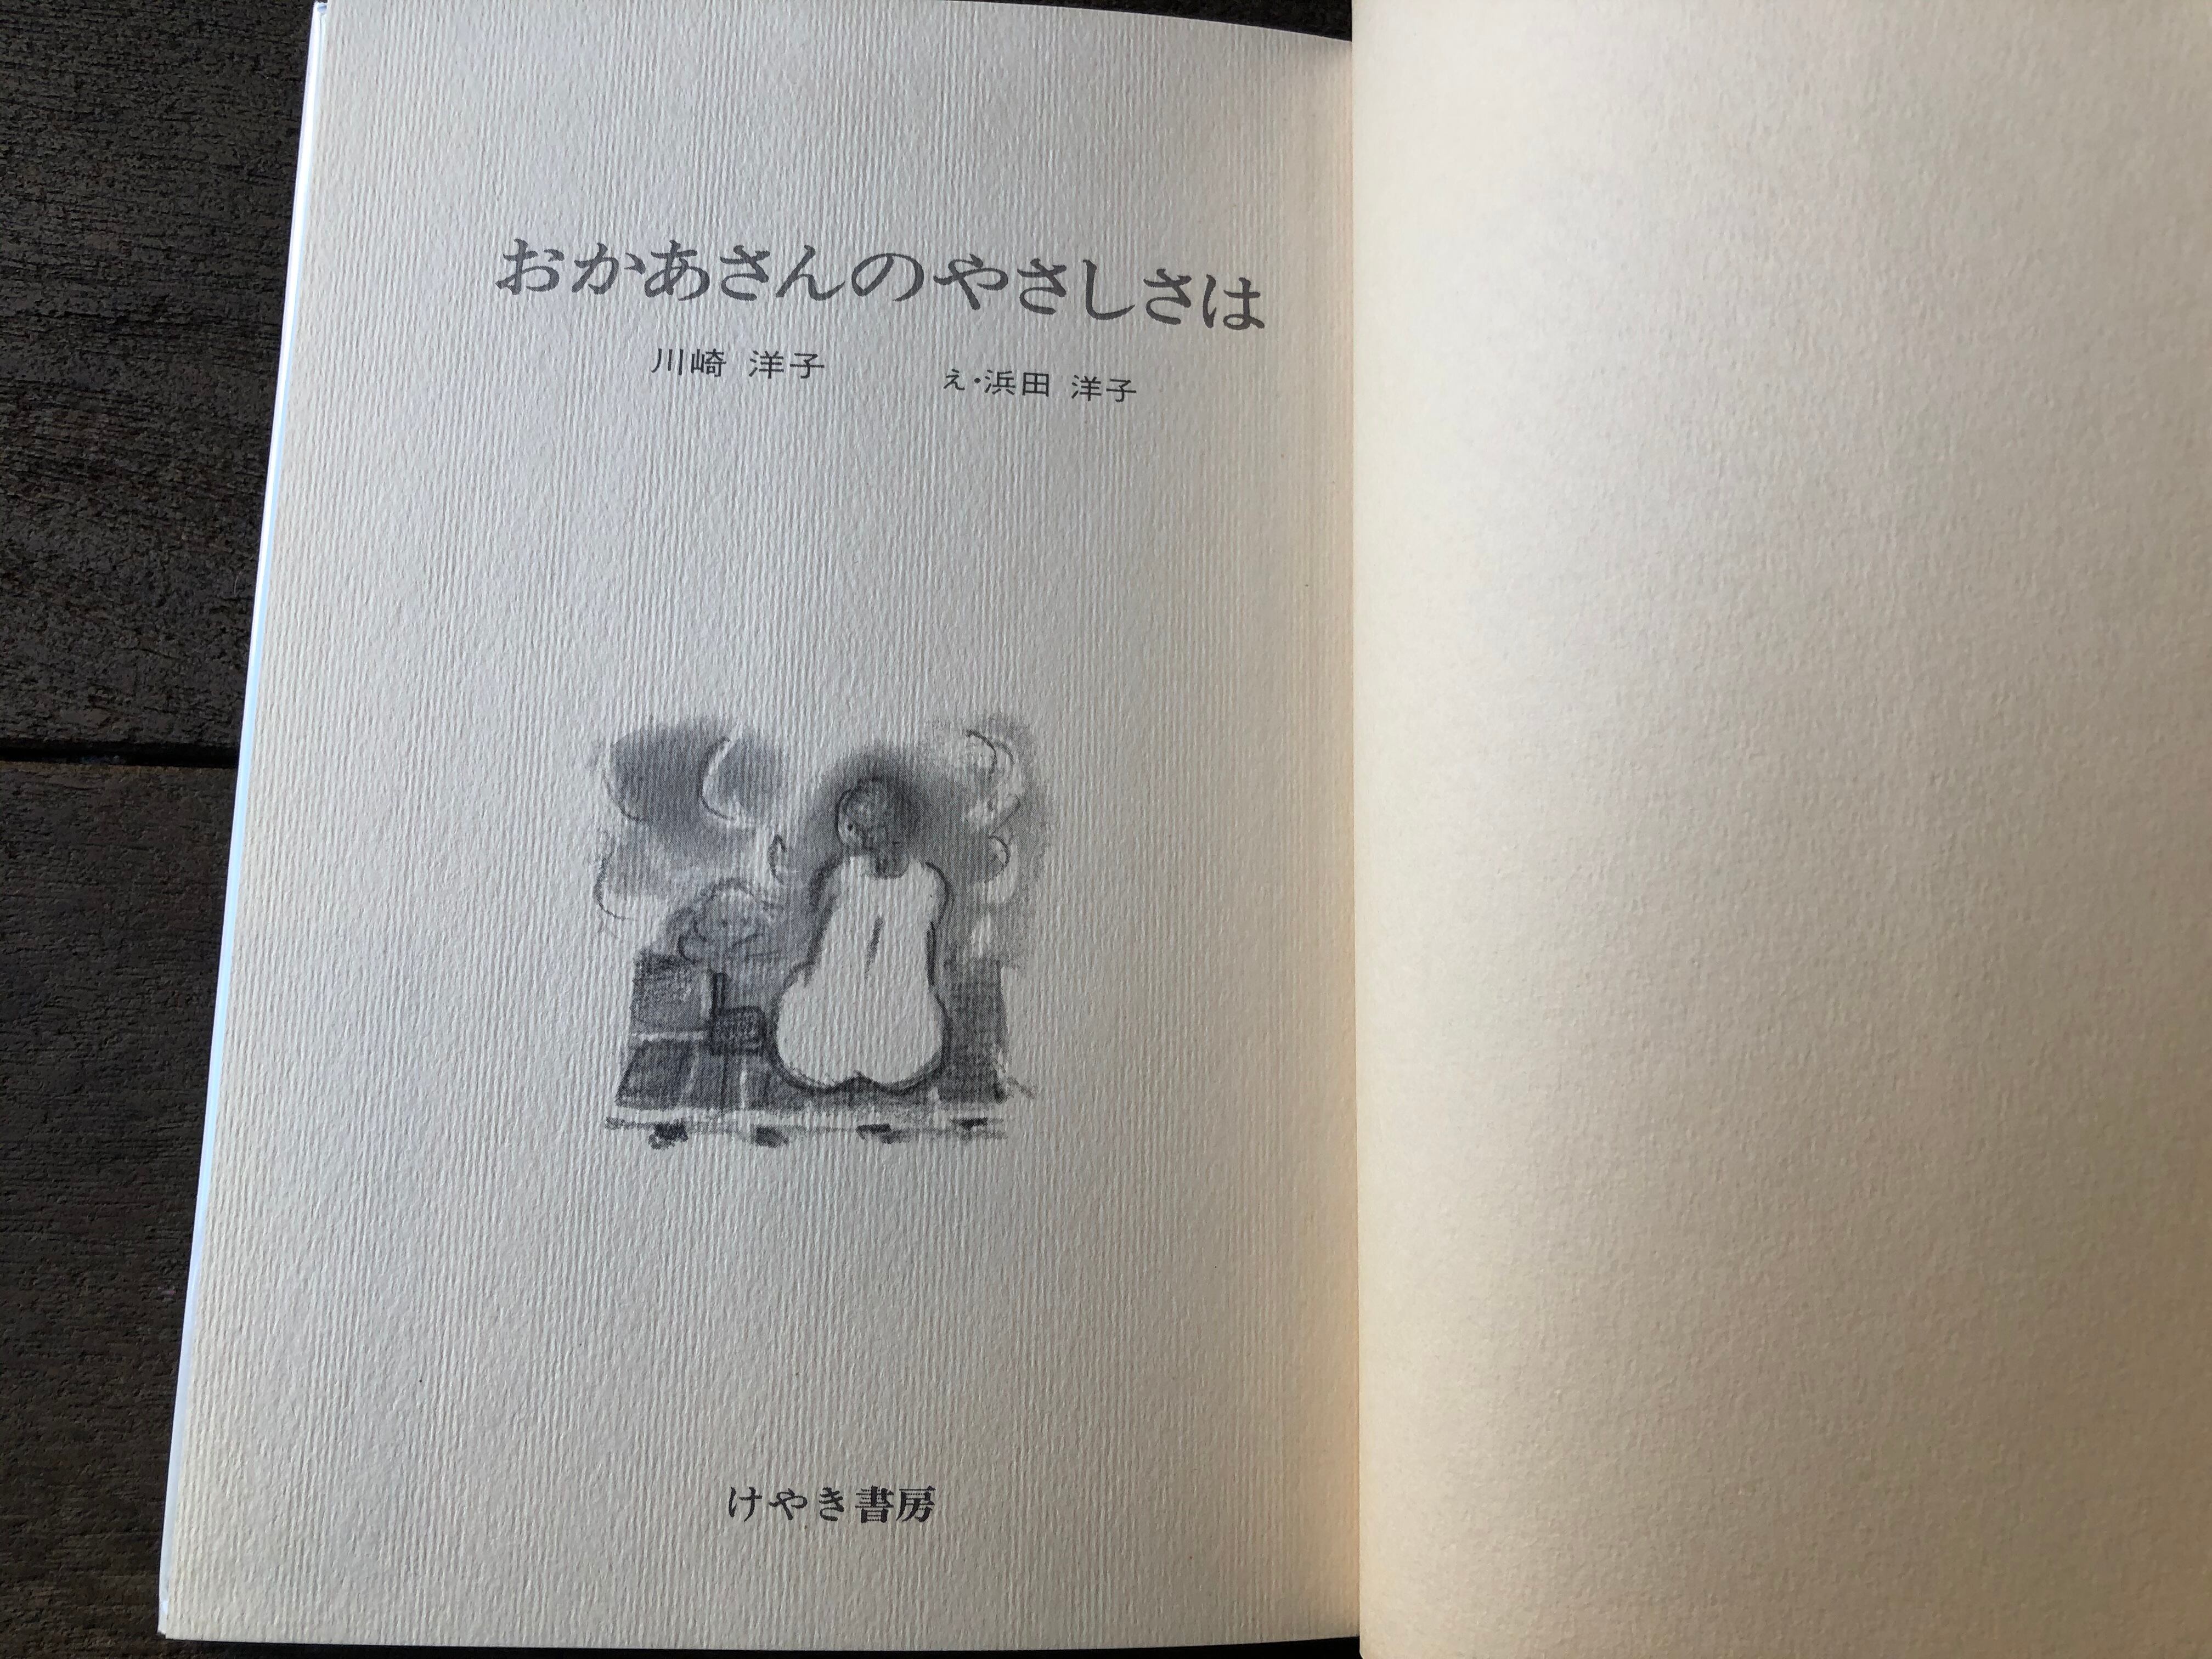 おかあさんのやさしさは
川崎 洋子 え・浜田 洋子
けやき書房